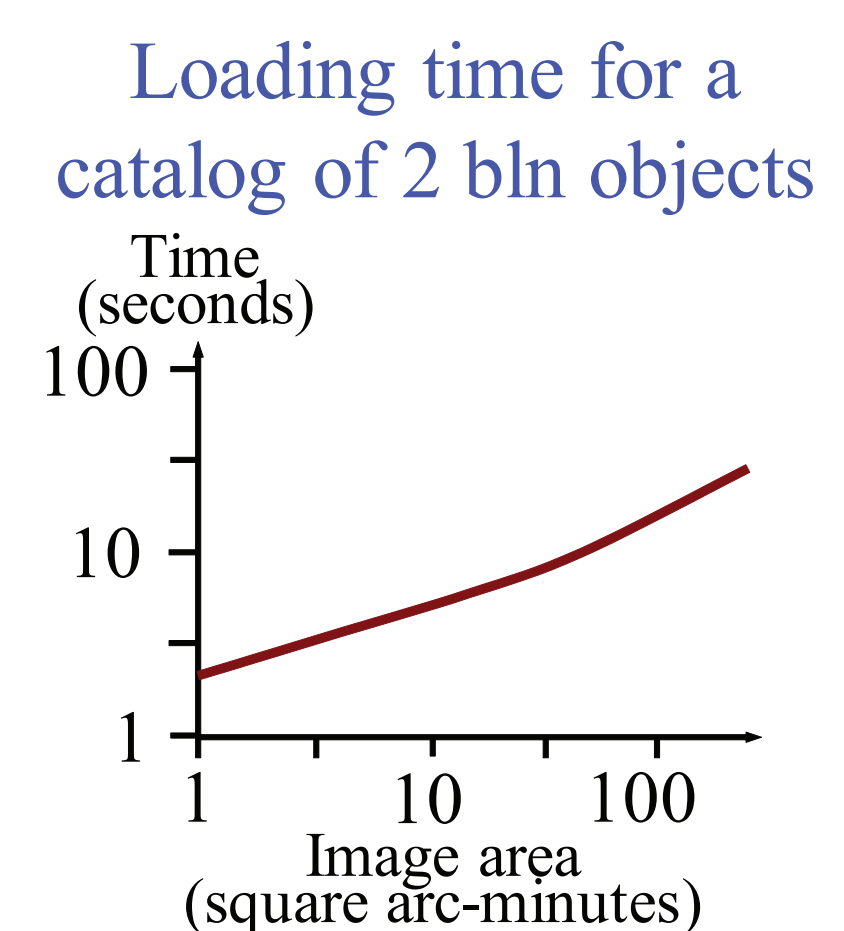 Loading time for a
catalog of 2 bln objects
Time
(seconds)
100
10
1
1 10 100
Image area
(square arc-minutes)